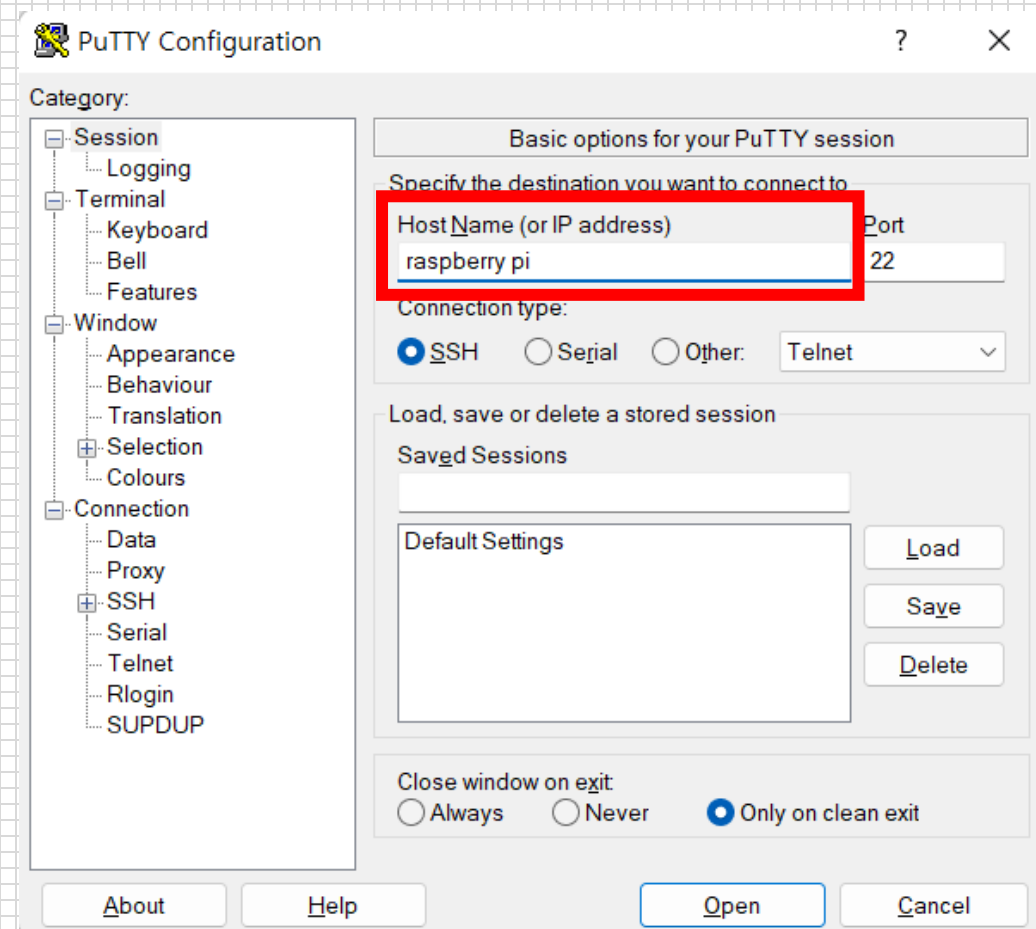 PuTTY Configuration
?
Category:
Session
Logging
Terminal
Keyboard
Bell
Features
Window
Appearance
Behaviour
Translation
Selection
Colours
Connection
Data
Proxy
SSH
Serial
Telnet
Rlogin
SUPDUP
Basic options for your PuTTY session
Specify the destination you want to connect to
Host Name (or IP address)
Port
raspberry pi
22
Connection type:
SSH Serial Other: Telnet
Load, save or delete a stored session
Saved Sessions
Default Settings
Load
Save
Delete
Close window on exit:
Always Never Only on clean exit
About Help Open Cancel